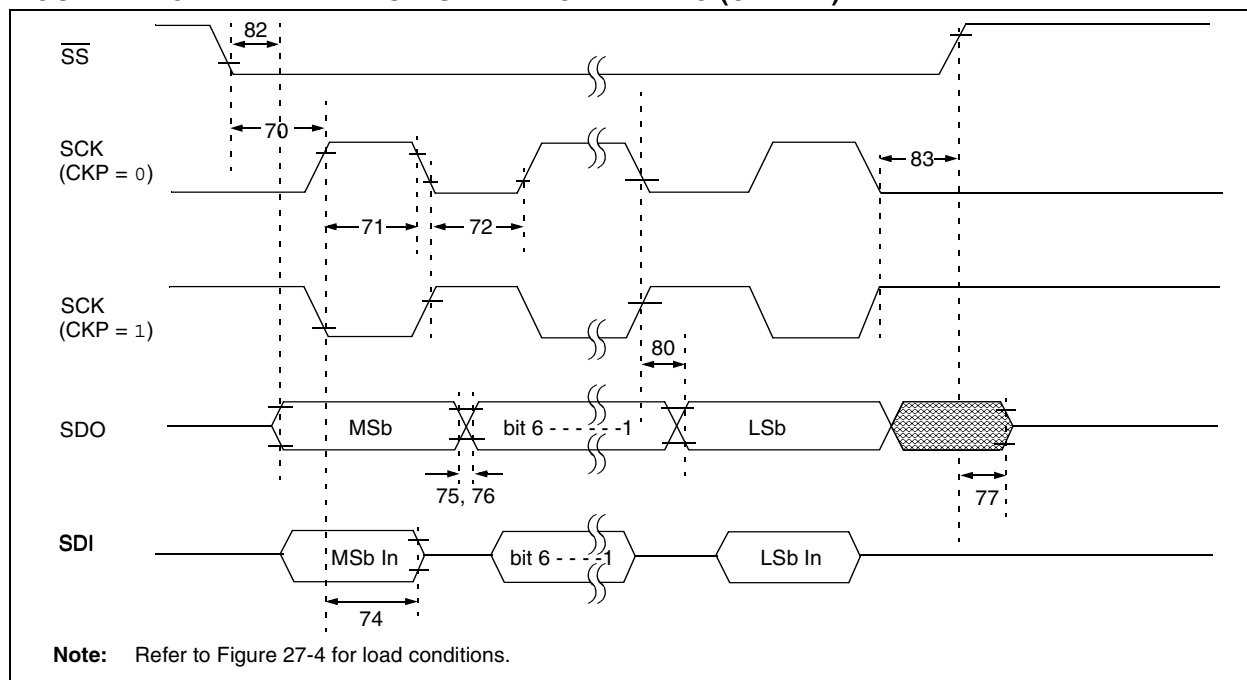 SS
82
70
SCK
(CKP = 0)
83
71
72
SCK
(CKP = 1)
80
SDO
MSb
bit 6 - - - - - -1
LSb
75, 76
77
SDI
MSb In
bit 6 - - - -1
LSb In
74
Note: Refer to Figure 27-4 for load conditions.